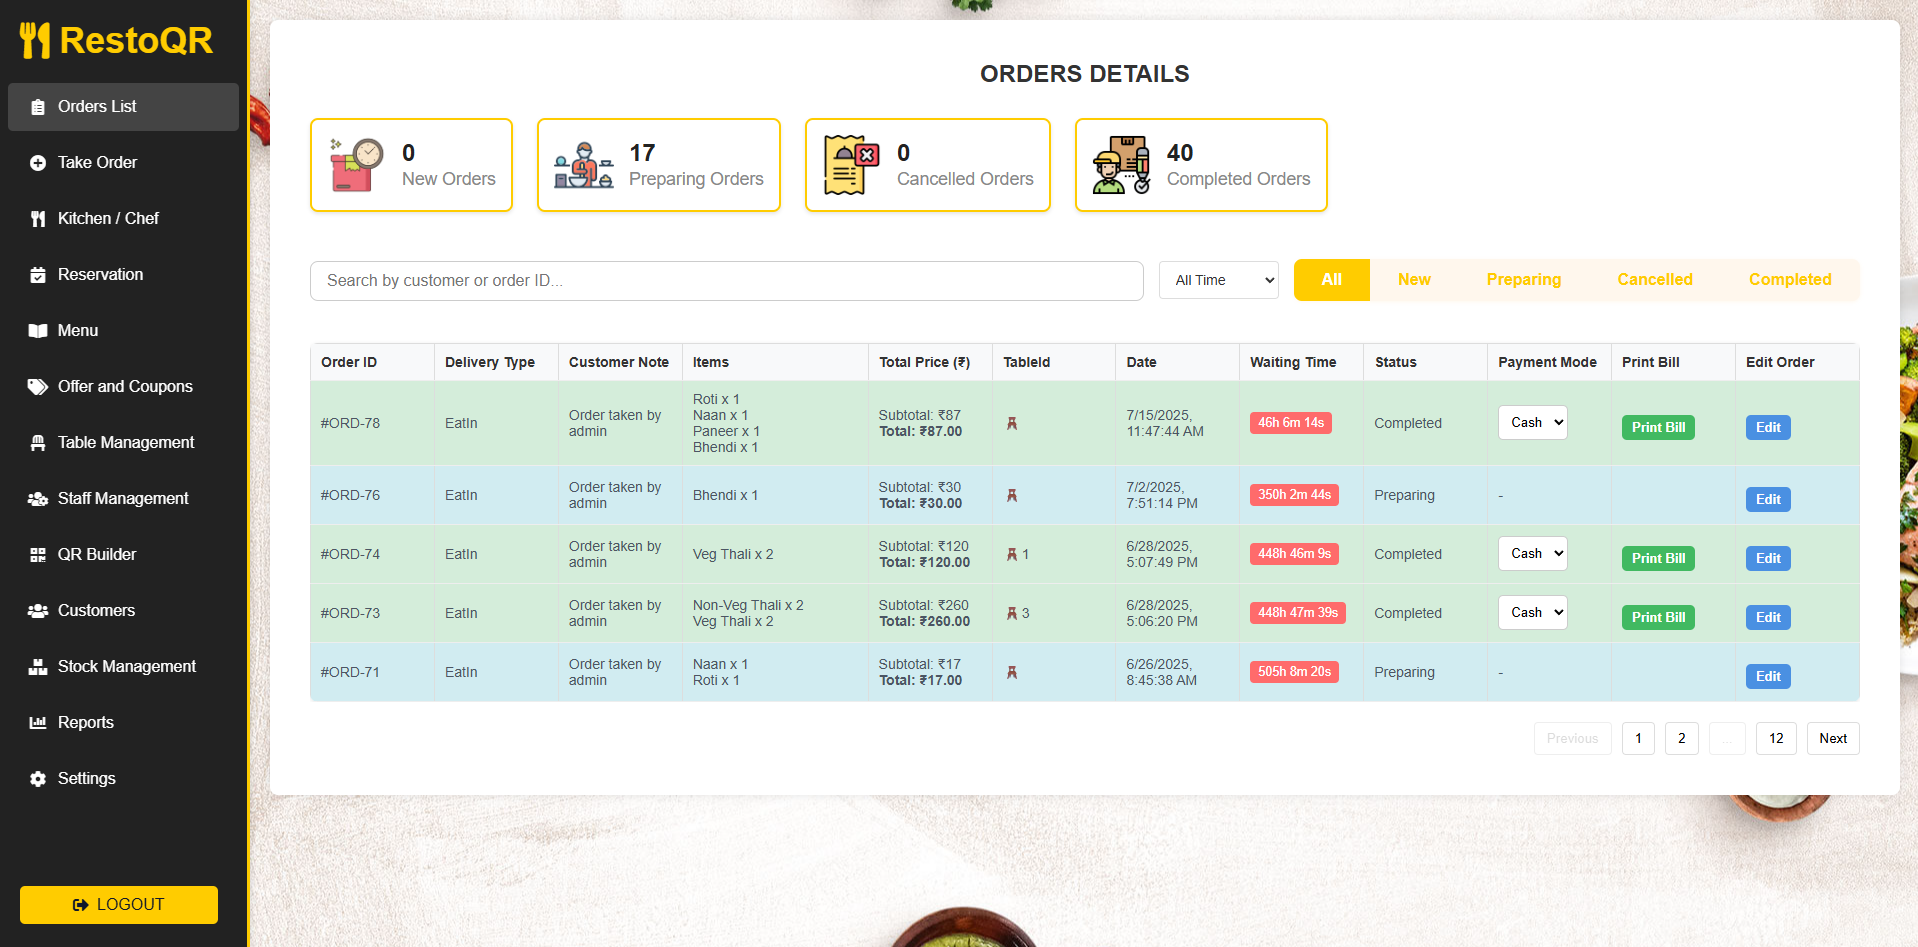 RestoQR
Orders List
Take Order
Kitchen / Chef
Reservation
Menu
Offer and Coupons
Table Management
Staff Management
QR Builder
Customers
Stock Management
Reports
Settings
LOGOUT
ORDERS DETAILS
0
New Orders
17
Preparing Orders
0
Cancelled Orders
40
Completed Orders
Search by customer or order ID...
All Time
All New Preparing Cancelled Completed
Order ID Delivery Type Customer Note Items Total Price (₹) TableId Date Waiting Time Status Payment Mode Print Bill Edit Order
#ORD-78
EatIn
Order taken by
admin
Roti x 1
Naan x 1
Paneer x 1
Bhendi x 1
Subtotal: ₹87
Total: ₹87.00
7/15/2025,
11:47:44 AM
46h 6m 14s
Completed
Cash
Print Bill
Edit
#ORD-76
EatIn
Order taken by
admin
Bhendi x 1
Subtotal: ₹30
Total: ₹30.00
7/2/2025,
7:51:14 PM
350h 2m 44s
Preparing
-
Edit
#ORD-74
EatIn
Order taken by
admin
Veg Thali x 2
Subtotal: ₹120
Total: ₹120.00
1
6/28/2025,
5:07:49 PM
448h 46m 9s
Completed
Cash
Print Bill
Edit
#ORD-73
EatIn
Order taken by
admin
Non-Veg Thali x 2
Veg Thali x 2
Subtotal: ₹260
Total: ₹260.00
3
6/28/2025,
5:06:20 PM
448h 47m 39s
Completed
Cash
Print Bill
Edit
#ORD-71
EatIn
Order taken by
admin
Naan x 1
Roti x 1
Subtotal: ₹17
Total: ₹17.00
6/26/2025,
8:45:38 AM
505h 8m 20s
Preparing
-
Edit
Previous 1 2 ... 12 Next